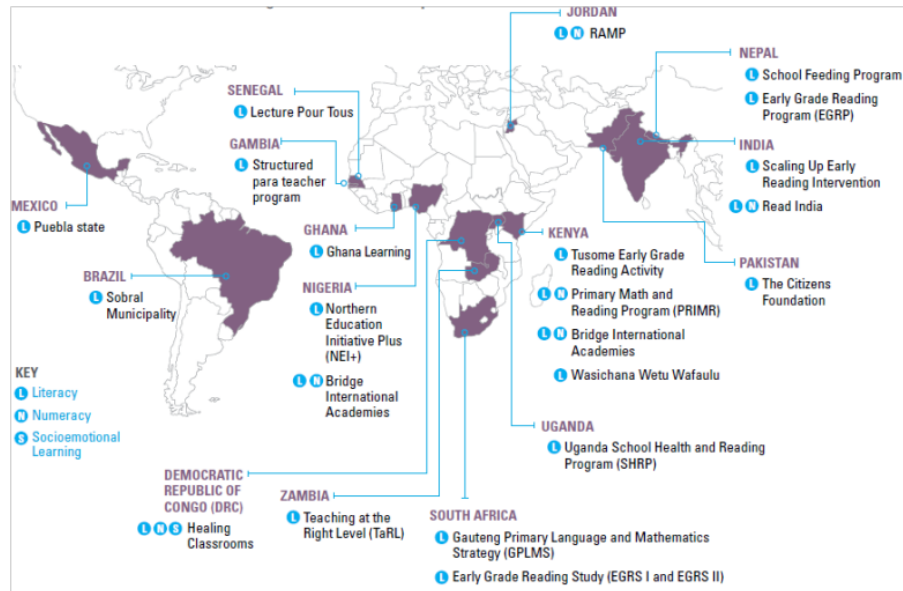 JORDAN
L N RAMP
NEPAL
L School Feeding Program
L Early Grade Reading
Program (EGRP)
SENEGAL
L Lecture Pour Tous
GAMBIA
L Structured
para teacher
program
INDIA
L Scaling Up Early
Reading Intervention
L N Read India
MEXICO
L Puebla state
GHANA
L Ghana Learning
KENYA
L Tusome Early Grade
Reading Activity
L N Primary Math and
Reading Program (PRIMR)
L N Bridge International
Academies
L Wasichana Wetu Wafaulu
PAKISTAN
L The Citizens
Foundation
BRAZIL
L Sobral
Municipality
NIGERIA
L Northern
Education
Initiative Plus
(NEI+)
L N Bridge
International
Academies
KEY
L Literacy
N Numeracy
S Socioemotional
Learning
UGANDA
L Uganda School Health and Reading
Program (SHRP)
DEMOCRATIC
REPUBLIC OF
CONGO (DRC)
L N S Healing
Classrooms
ZAMBIA
L Teaching at the
Right Level (TaRL)
SOUTH AFRICA
L Gauteng Primary Language and Mathematics
Strategy (GPLMS)
L Early Grade Reading Study (EGRS I and EGRS II)